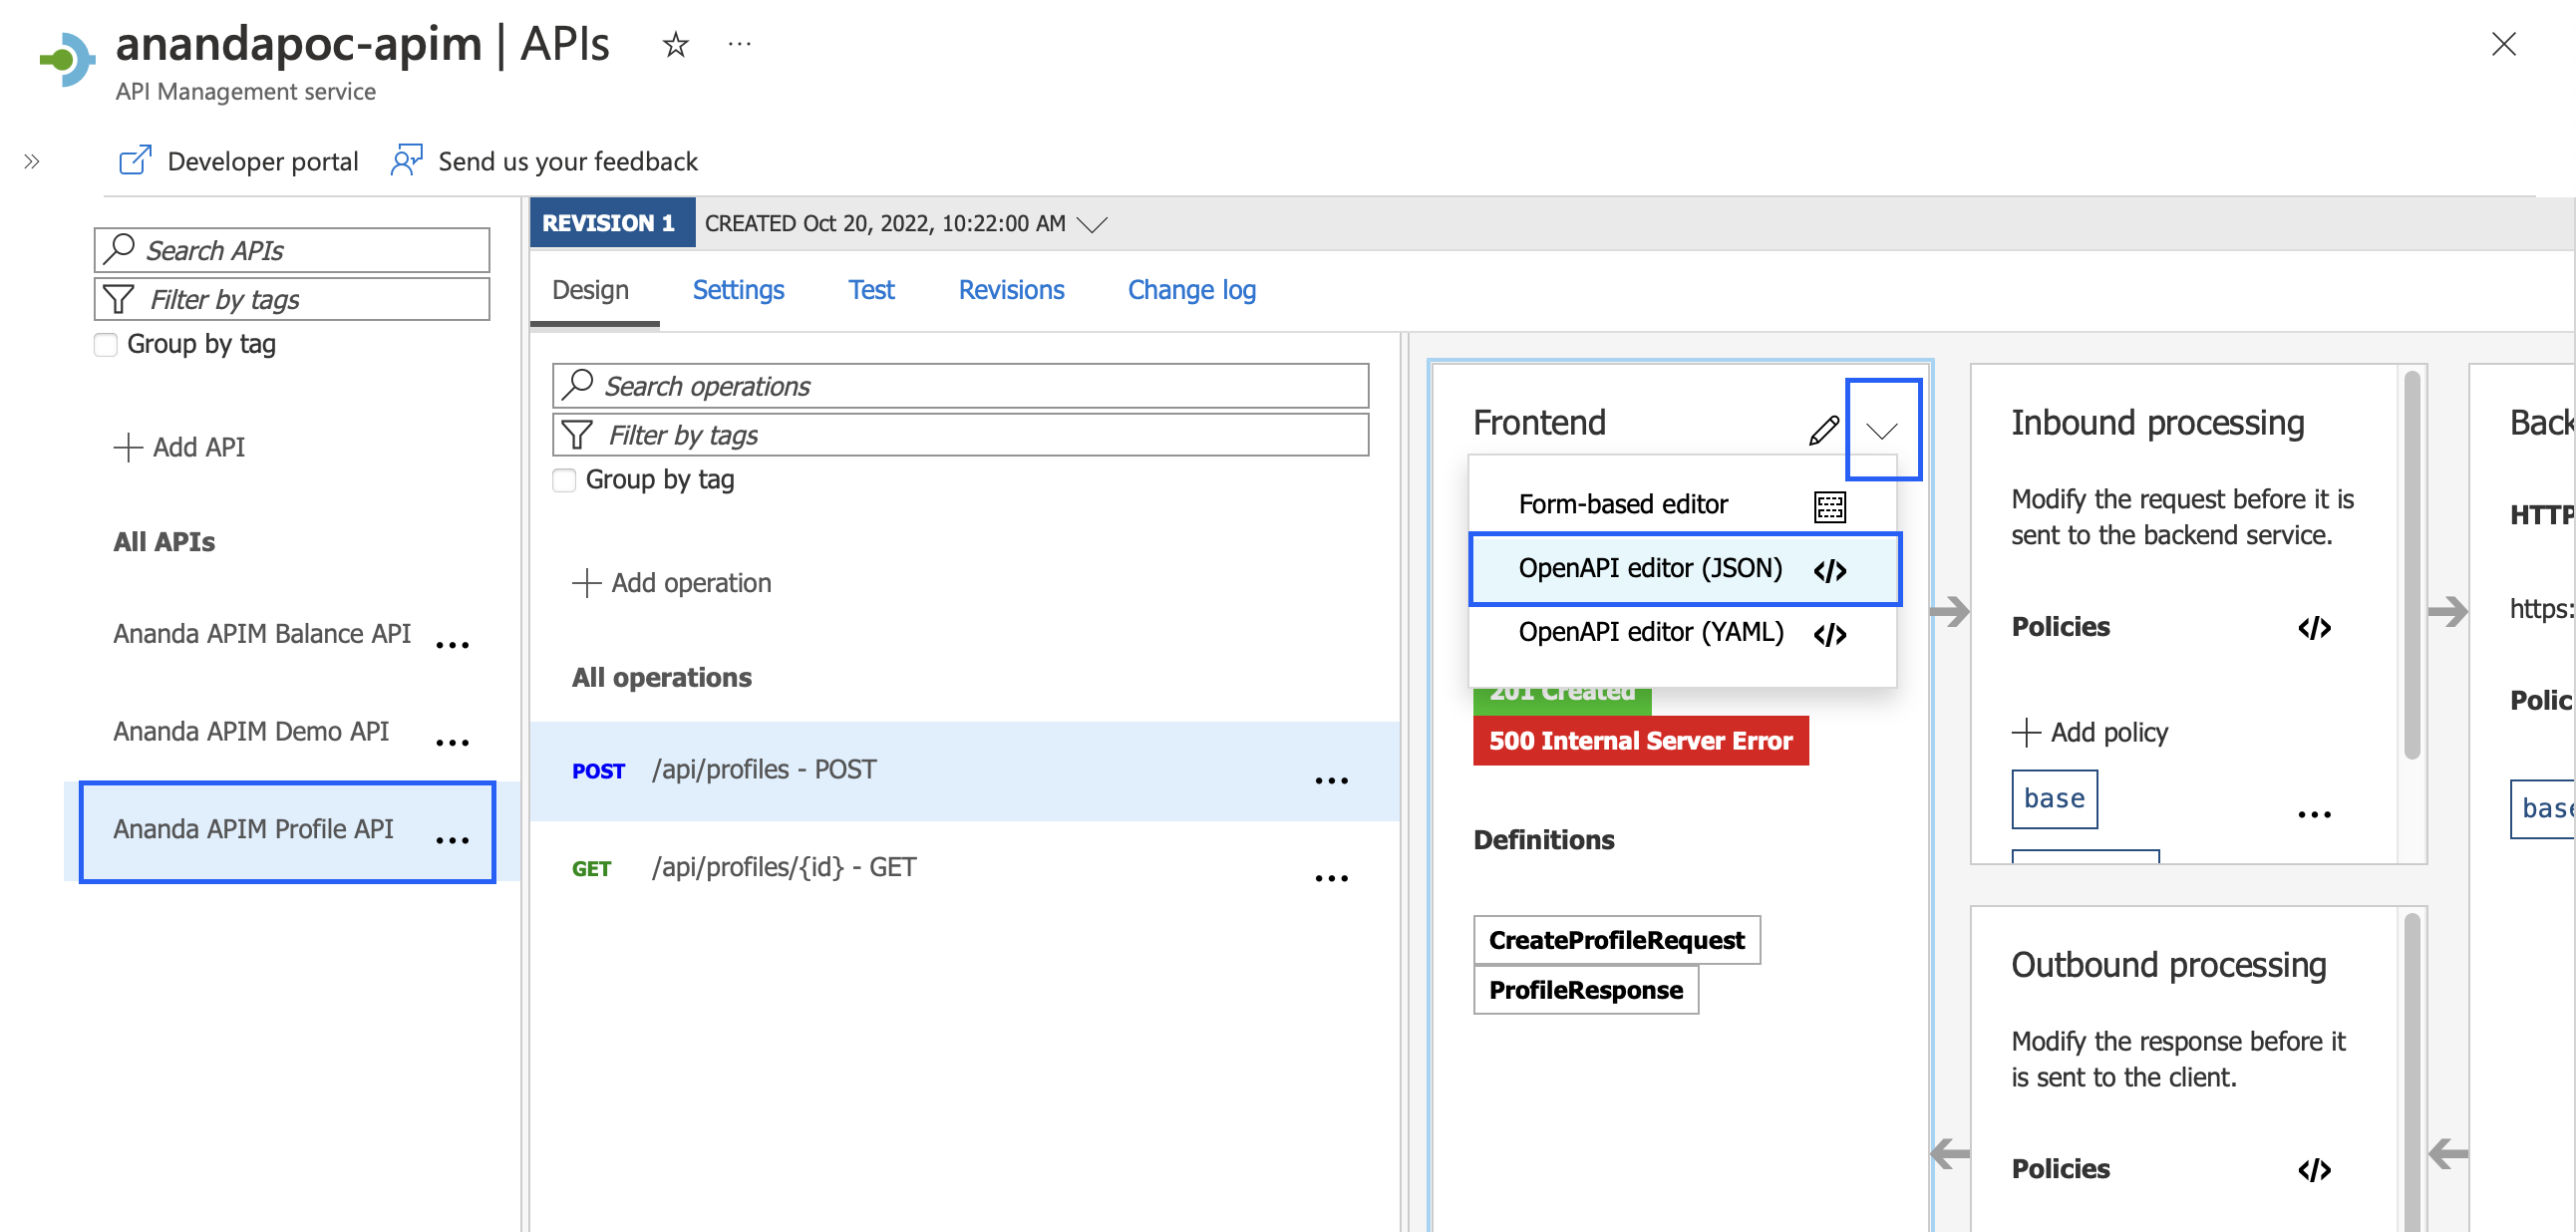 anandapoc-apim | APIs
API Management service
Developer portal
Send us your feedback
Search APIs
Filter by tags
Group by tag
Add API
All APIs
Ananda APIM Balance API
Ananda APIM Demo API
Ananda APIM Profile API
REVISION 1
CREATED Oct 20, 2022, 10:22:00 AM
Design
Settings
Test
Revisions
Change log
Search operations
Filter by tags
Group by tag
Add operation
All operations
POST /api/profiles - POST
GET /api/profiles/{id} - GET
Frontend
Form-based editor
OpenAPI editor (JSON)
OpenAPI editor (YAML)
201 Created
500 Internal Server Error
Definitions
CreateProfileRequest
ProfileResponse
Inbound processing
Modify the request before it is
sent to the backend service.
Policies
Add policy
base
Outbound processing
Modify the response before it
is sent to the client.
Policies
Back
HTTP
https:
Polic
base